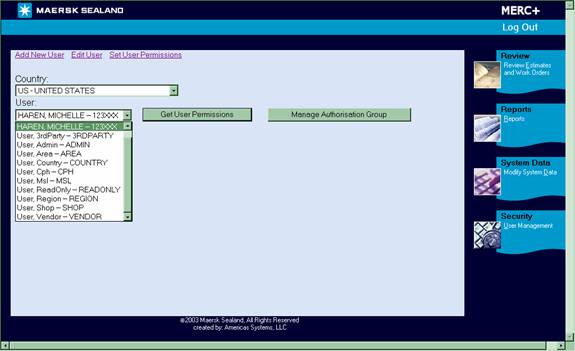 MAERSK SEALAND
MERC+
Log Out
Add New User Edit User Set User Permissions
Country:
US - UNITED STATES
User:
HAREN, MICHELLE – 123XXX
Get User Permissions
Manage Authorisation Group
HAREN, MICHELLE – 123XXX
User, 3rdParty – 3RDPARTY
User, Admin – ADMIN
User, Area – AREA
User, Country – COUNTRY
User, Cph – CPH
User, Msl – MSL
User, ReadOnly – READONLY
User, Region – REGION
User, Shop – SHOP
User, Vendor – VENDOR
Review
Review Estimates
and Work Orders
Reports
Reports
System Data
Modify System Data
Security
User Management
©2003 Maersk Sealand, All Rights Reserved
created by: Americas Systems, LLC